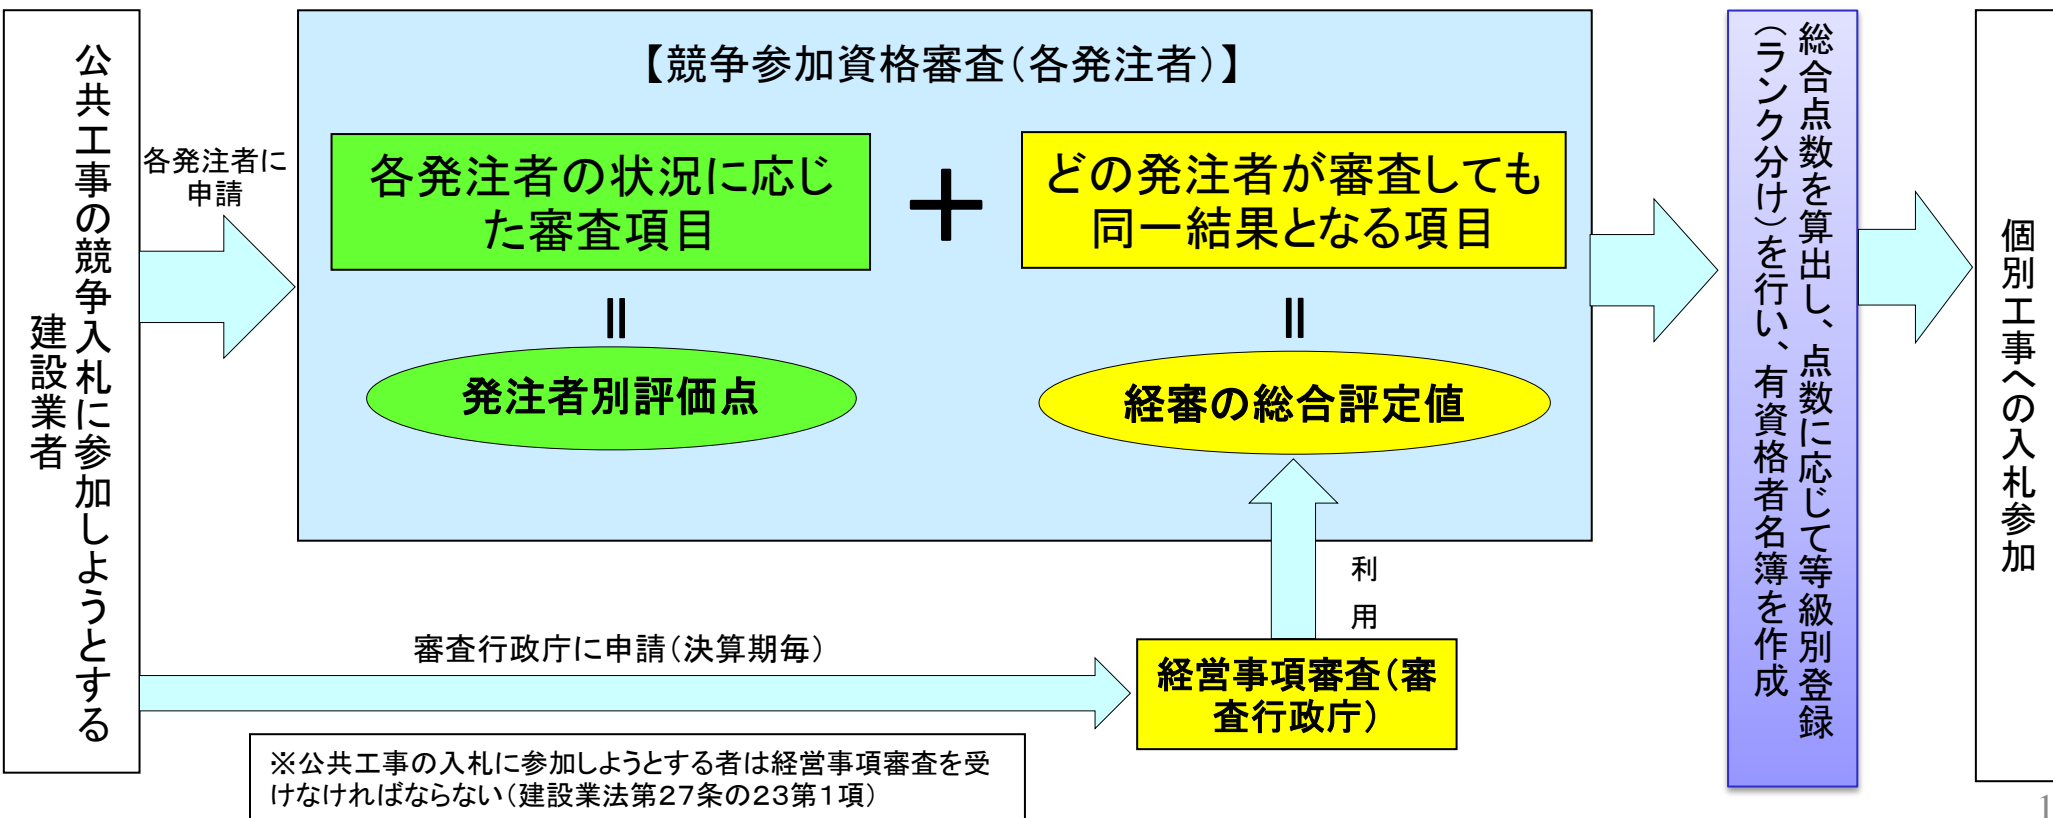 公共工事の競争入札に参加しようとする
建設業者
各発注者に
申請
【競争参加資格審査(各発注者)】
各発注者の状況に応じ
た審査項目
+
どの発注者が審査しても
同一結果となる項目
=
=
発注者別評価点
経審の総合評定値
利
用
審査行政庁に申請(決算期毎)
経営事項審査(審
査行政庁)
※公共工事の入札に参加しようとする者は経営事項審査を受
けなければならない(建設業法第27条の23第1項)
総合点数を算出し、点数に応じて等級別登録
(ランク分け)を行い、有資格者名簿を作成
個別工事への入札参加
1